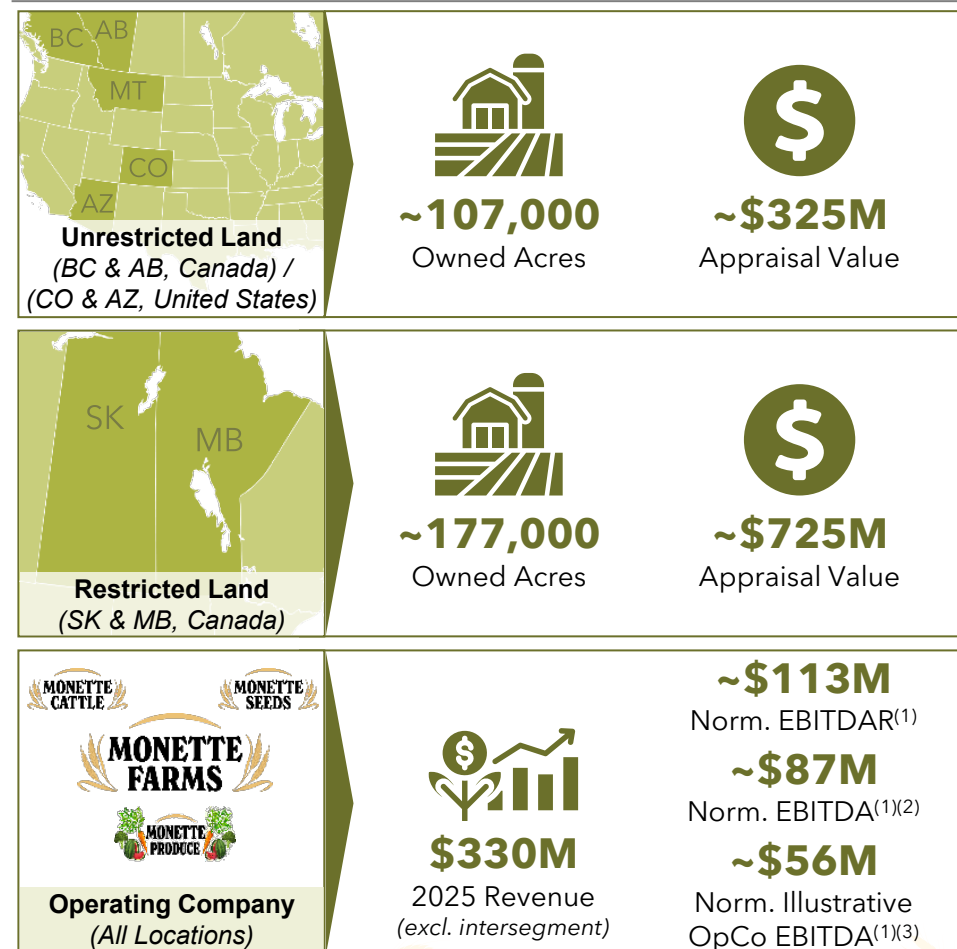 BC AB
MT
CO
AZ
Unrestricted Land
(BC & AB, Canada) /
(CO & AZ, United States)
~107,000
Owned Acres
~$325M
Appraisal Value
SK
MB
Restricted Land
(SK & MB, Canada)
~177,000
Owned Acres
~$725M
Appraisal Value
MONETTE
CATTLE
MONETTE
SEEDS
MONETTE
FARMS
MONETTE
PRODUCE
Operating Company
(All Locations)
$330M
2025 Revenue
(excl. intersegment)
~$113M
Norm. EBITDAR(1)
~$87M
Norm. EBITDA(1)(2)
~$56M
Norm. Illustrative
OpCo EBITDA(1)(3)